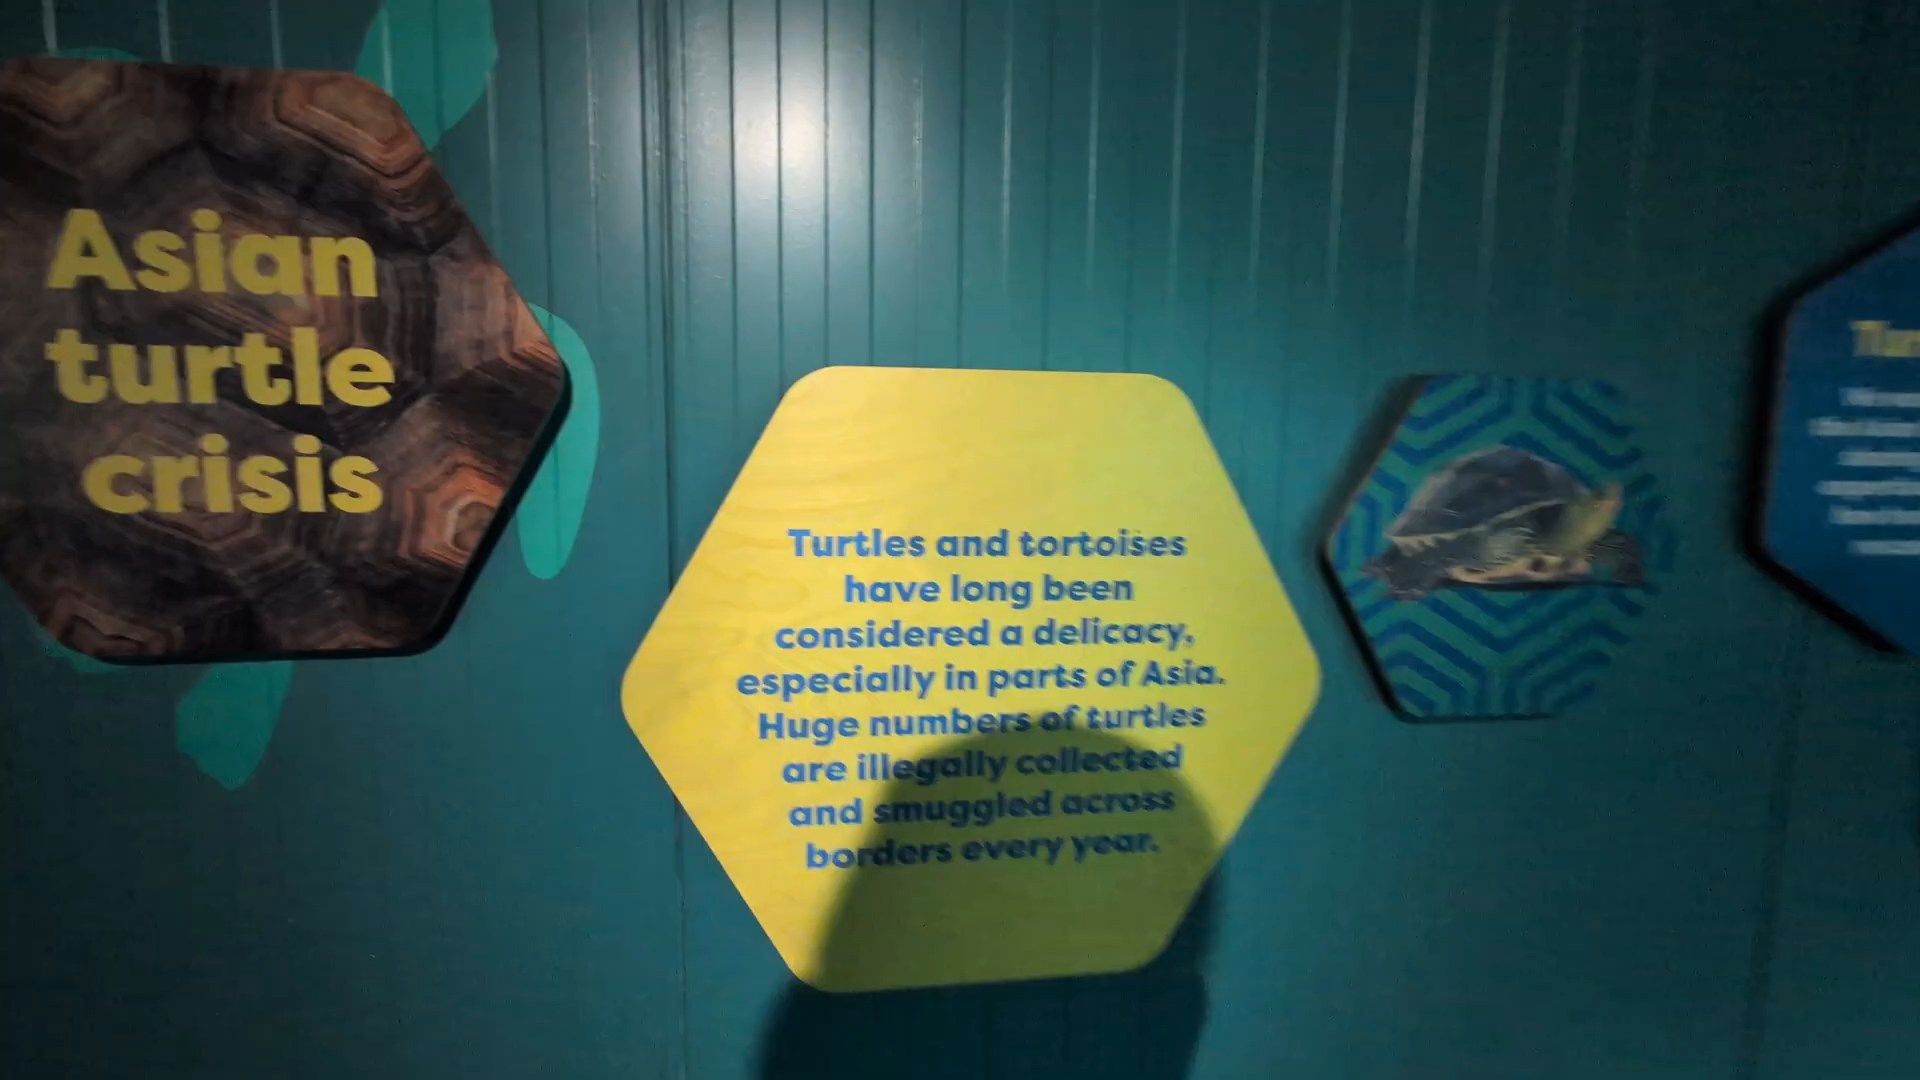 Asian
turtle
crisis
Turtles and tortoises
have long been
considered a delicacy,
especially in parts of Asia.
Huge numbers of turtles
are illegally collected
and smuggled across
borders every year.